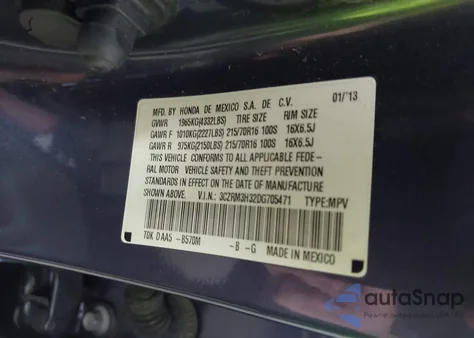 MFD. BY HONDA DE MEXICO S.A. DE C.V. 01/'13
GVWR 1965KG(4332LBS) TIRE SIZE RIM SIZE
GAWR F 1010KG(2227LBS) 215/70R16 100S 16X6.5J
GAWR R 975KG(2150LBS) 215/70R16 100S 16X6.5J
THIS VEHICLE CONFORMS TO ALL APPLICABLE FEDE-
RAL MOTOR VEHICLE SAFETY AND THEFT PREVENTION
STANDARDS IN EFFECT ON THE DATE OF MANUFACTURE
SHOWN ABOVE. V.I.N.: 3CZRM3H32DG705471 TYPE:MPV
TDK D AA5 -B570M -B -G MADE IN MEXICO
autoSnap